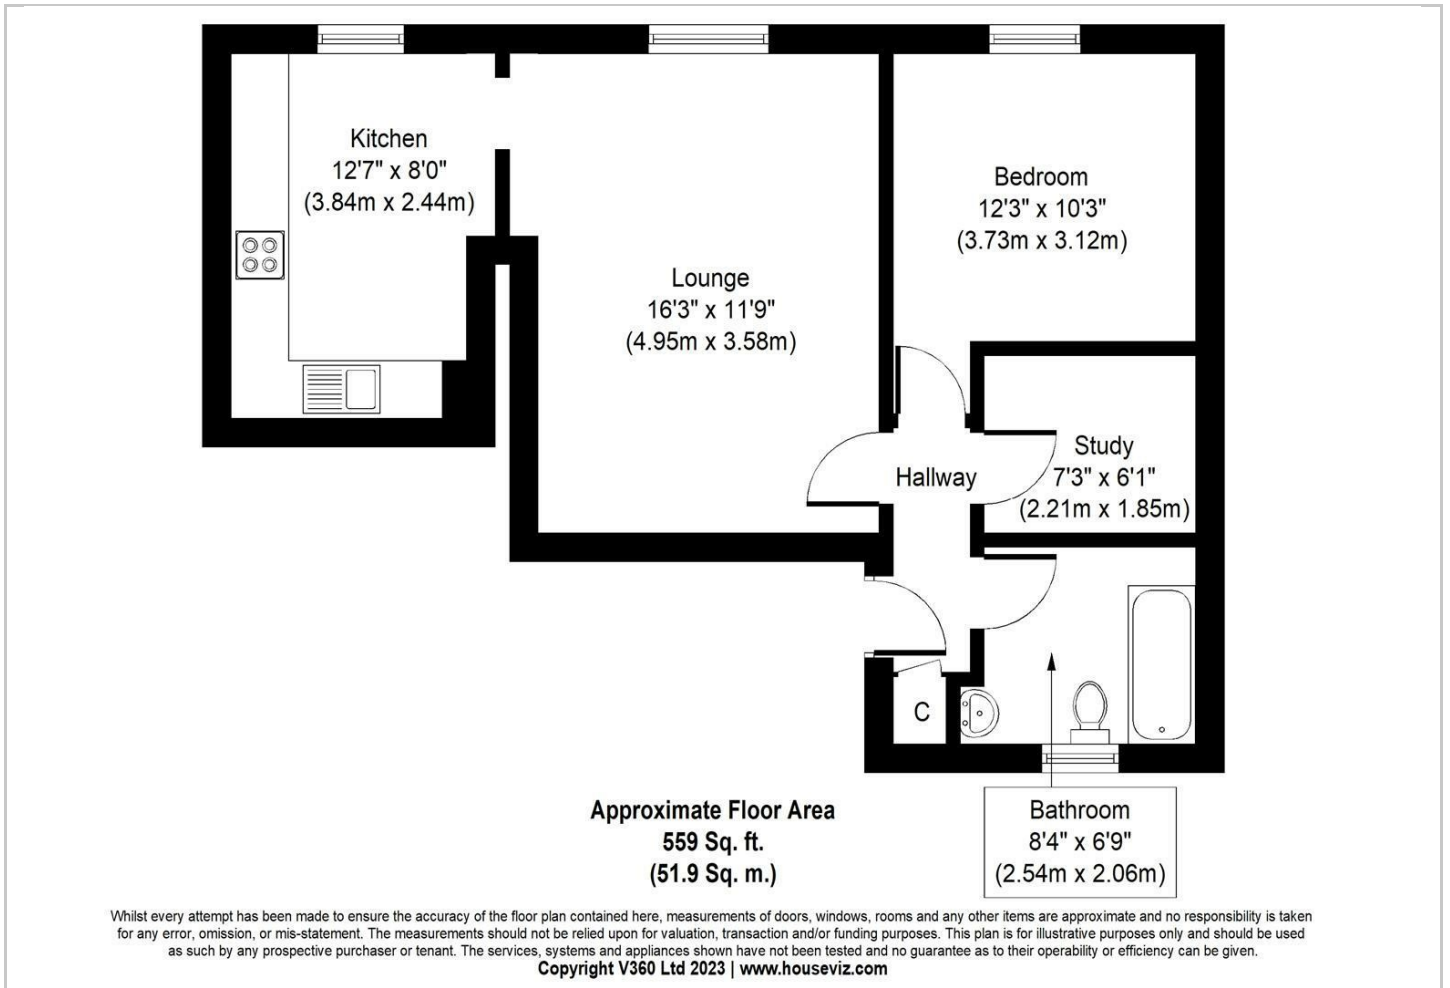 Kitchen
12'7" x 8'0"
(3.84m x 2.44m)
Lounge
16'3" x 11'9"
(4.95m x 3.58m)
Bedroom
12'3" x 10'3"
(3.73m x 3.12m)
Hallway
Study
7'3" x 6'1"
(2.21m x 1.85m)
C
Bathroom
8'4" x 6'9"
(2.54m x 2.06m)
Approximate Floor Area
559 Sq. ft.
(51.9 Sq. m.)
Whilst every attempt has been made to ensure the accuracy of the floor plan contained here, measurements of doors, windows, rooms and any other items are approximate and no responsibility is taken
for any error, omission, or mis-statement. The measurements should not be relied upon for valuation, transaction and/or funding purposes. This plan is for illustrative purposes only and should be used
as such by any prospective purchaser or tenant. The services, systems and appliances shown have not been tested and no guarantee as to their operability or efficiency can be given.
Copyright V360 Ltd 2023 | www.houseviz.com